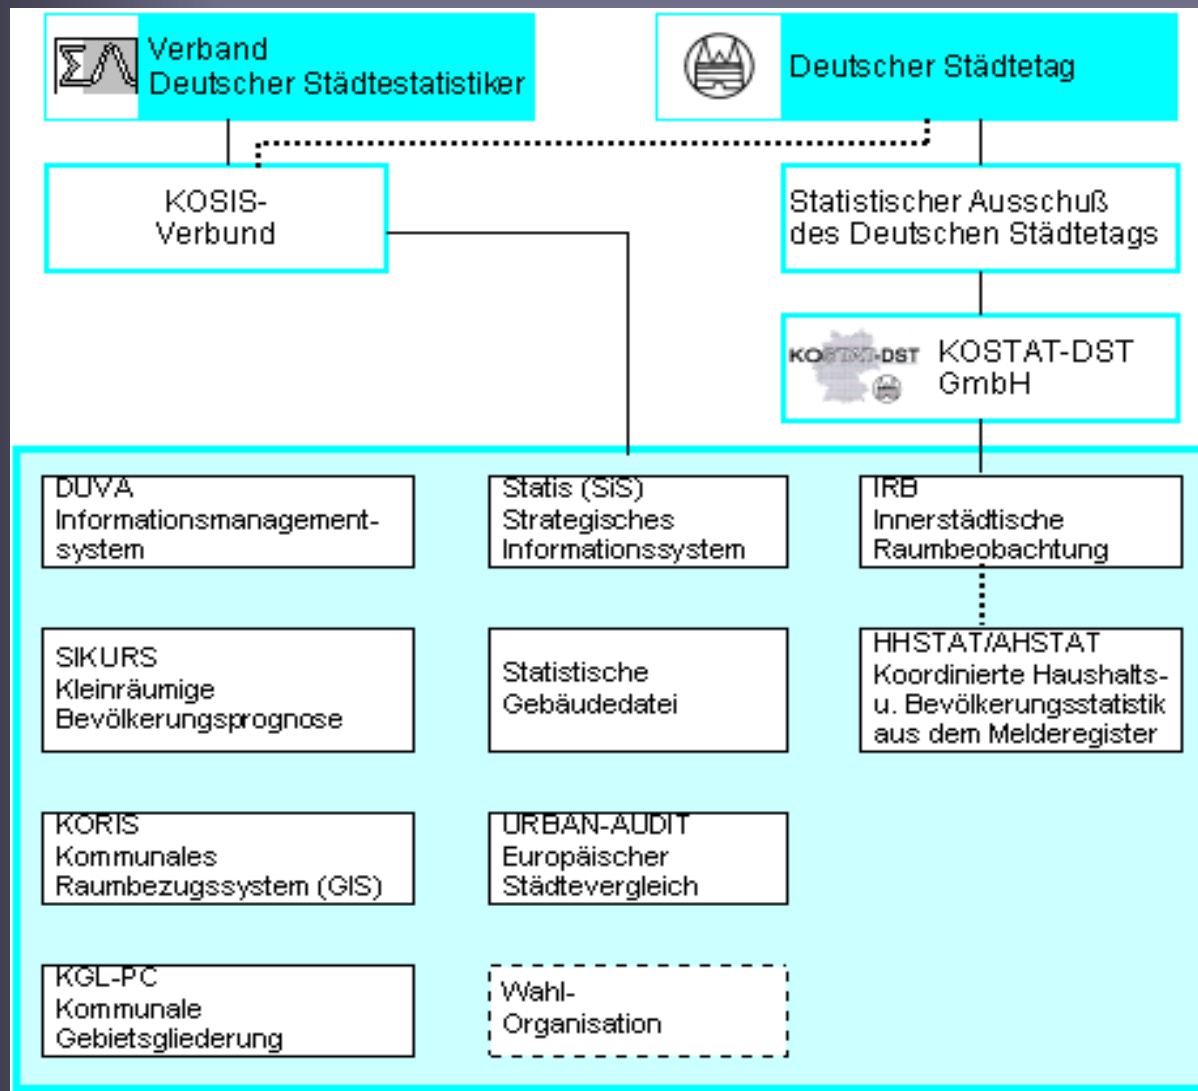 Verband
Deutscher Städtestatistiker
Deutscher Städtetag
KOSIS-
Verbund
Statistischer Ausschuß
des Deutschen Städtetags
KOSTAT-DST
KOSTAT-DST
GmbH
DUVA
Informationsmanagement-
system
Statis (SiS)
Strategisches
Informationssystem
IRB
Innerstädtische
Raumbeobachtung
SIKURS
Kleinräumige
Bevölkerungsprognose
Statistische
Gebäudedatei
HHSTAT/AHSTAT
Koordinierte Haushalts-
u. Bevölkerungsstatistik
aus dem Melderegister
KORIS
Kommunales
Raumbezugssystem (GIS)
URBAN-AUDIT
Europäischer
Städtevergleich
KGL-PC
Kommunale
Gebietsgliederung
Wahl-
Organisation